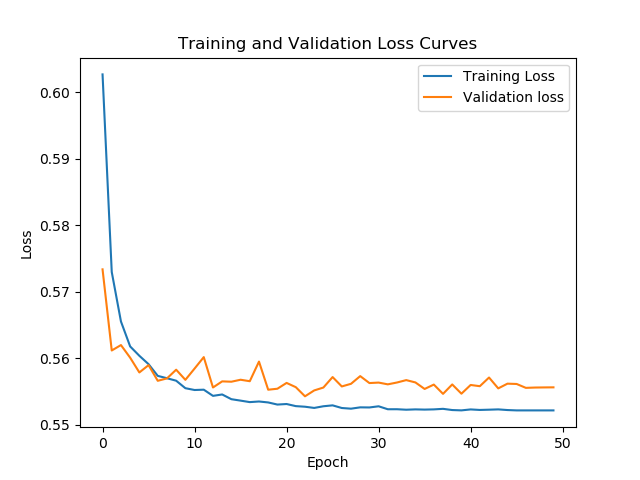 Training and Validation Loss Curves
Training Loss
Validation loss
0.60
0.59
0.58
0.57
0.56
0.55
Loss
0 10 20 30 40 50
Epoch